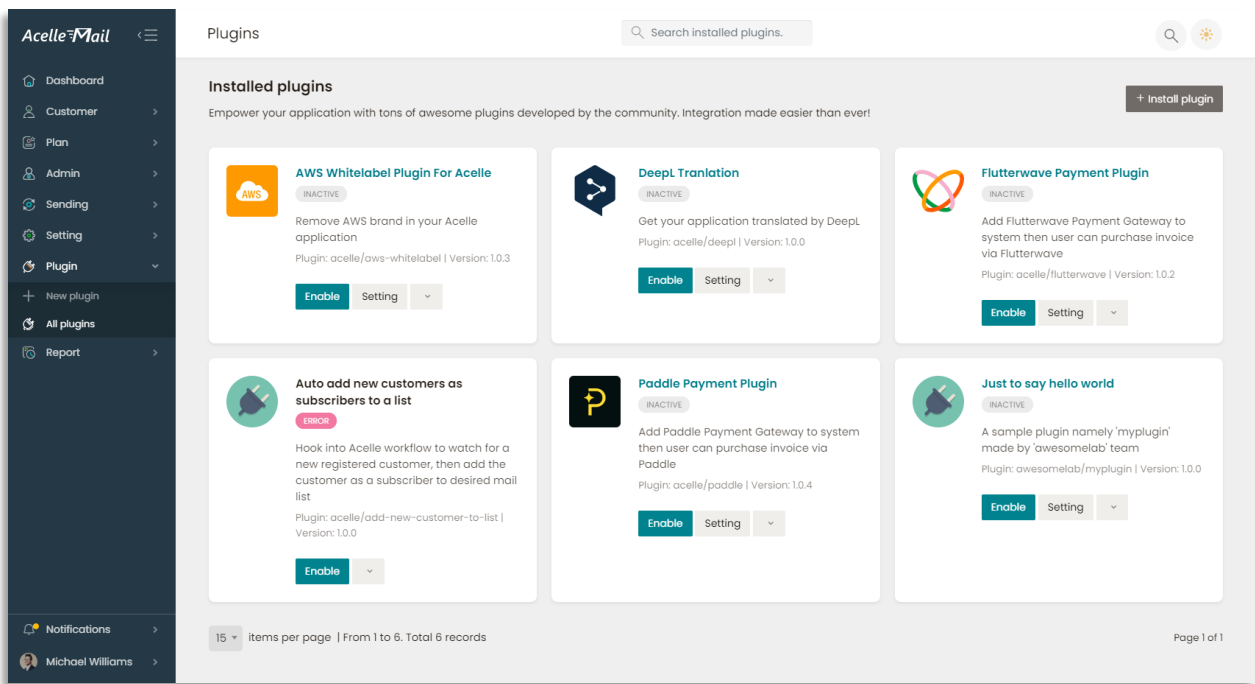 AcelleMail
Plugins
Search installed plugins.
Dashboard
Customer
Plan
Admin
Sending
Setting
Plugin
New plugin
All plugins
Report
Notifications
Michael Williams
Installed plugins
Empower your application with tons of awesome plugins developed by the community. Integration made easier than ever!
+ Install plugin
AWS
AWS Whitelabel Plugin For Acelle
INACTIVE
Remove AWS brand in your Acelle
application
Plugin: acelle/aws-whitelabel | Version: 1.0.3
Enable Setting
DeepL Tranlation
INACTIVE
Get your application translated by DeepL
Plugin: acelle/deepl | Version: 1.0.0
Enable Setting
Flutterwave Payment Plugin
INACTIVE
Add Flutterwave Payment Gateway to
system then user can purchase invoice
via Flutterwave
Plugin: acelle/flutterwave | Version: 1.0.2
Enable Setting
Auto add new customers as
subscribers to a list
ERROR
Hook into Acelle workflow to watch for a
new registered customer, then add the
customer as a subscriber to desired mail
list
Plugin: acelle/add-new-customer-to-list |
Version: 1.0.0
Enable
Paddle Payment Plugin
INACTIVE
Add Paddle Payment Gateway to system
then user can purchase invoice via
Paddle
Plugin: acelle/paddle | Version: 1.0.4
Enable Setting
Just to say hello world
INACTIVE
A sample plugin namely 'myplugin'
made by 'awesomelab' team
Plugin: awesomelab/myplugin | Version: 1.0.0
Enable Setting
15 items per page | From 1 to 6. Total 6 records
Page 1 of 1